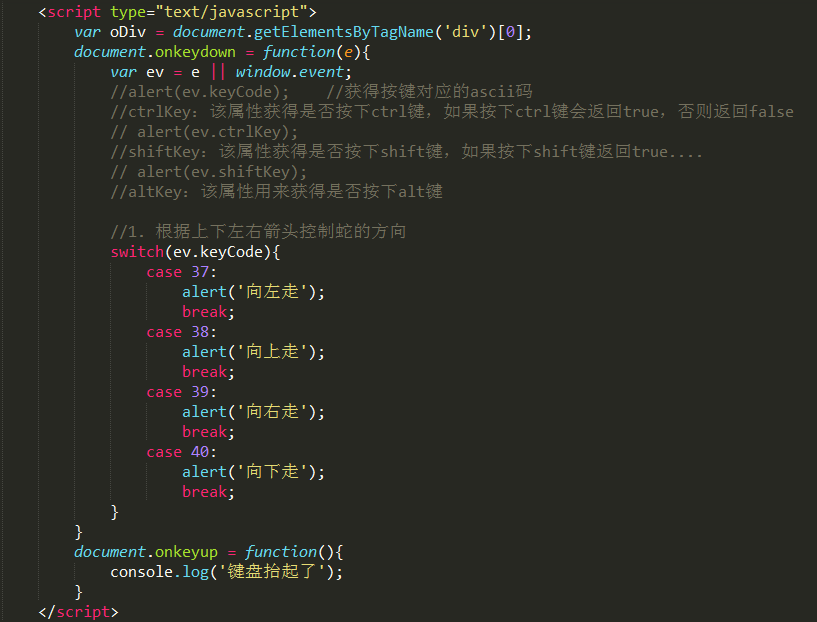 <script type="text/javascript">
var oDiv = document.getElementsByTagName('div')[0];
document.onkeydown = function(e){
var ev = e || window.event;
//alert(ev.keyCode);    //获得按键对应的ascii码
//ctrlKey: 该属性获得是否按下ctrl键，如果按下ctrl键会返回true，否则返回false
// alert(ev.ctrlKey);
//shiftKey: 该属性获得是否按下shift键，如果按下shift键返回true....
// alert(ev.shiftKey);
//altKey: 该属性用来获得是否按下alt键
//1. 根据上下左右箭头控制蛇的方向
switch(ev.keyCode){
case 37:
alert('向左走');
break;
case 38:
alert('向上走');
break;
case 39:
alert('向右走');
break;
case 40:
alert('向下走');
break;
}
}
document.onkeyup = function(){
console.log('键盘抬起了');
}
</script>